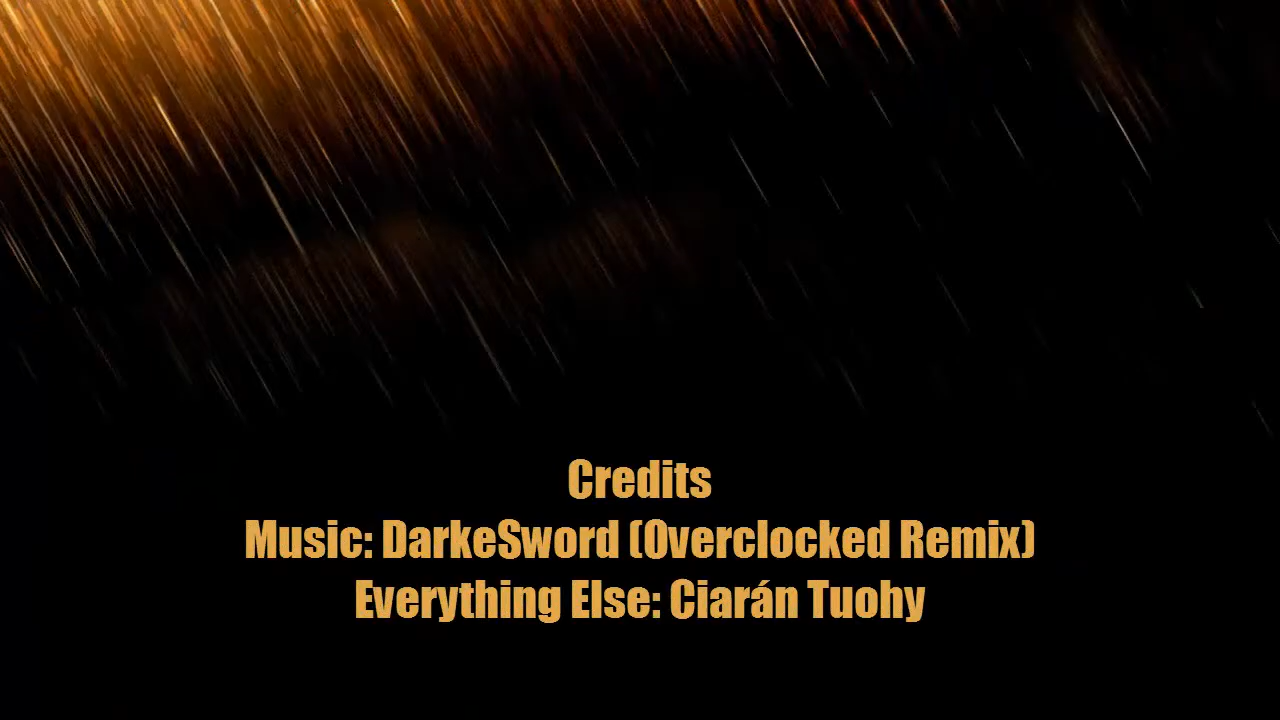 Credits
Music: DarkeSword (Overclocked Remix)
Everything Else: Ciarán Tuohy